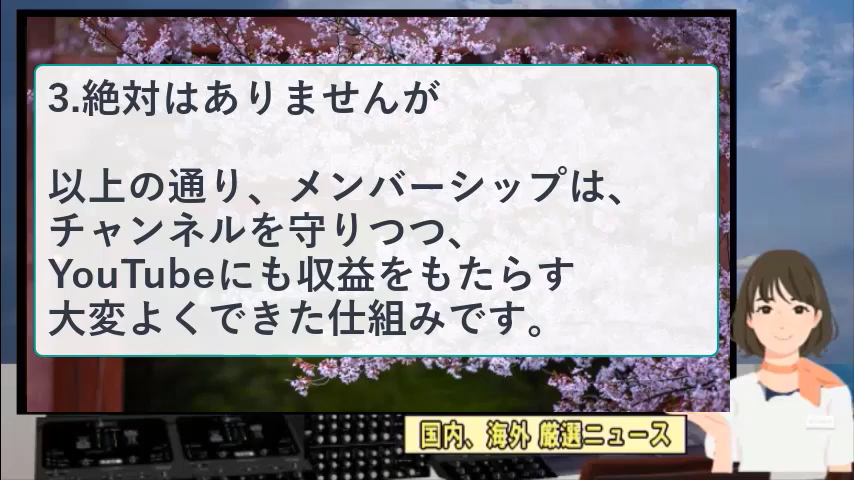 3.絶対はありませんが
以上の通り、メンバーシップは、
チャンネルを守りつつ、
YouTubeにも収益をもたらす
大変よくできた仕組みです。
国内、海外 厳選ニュース